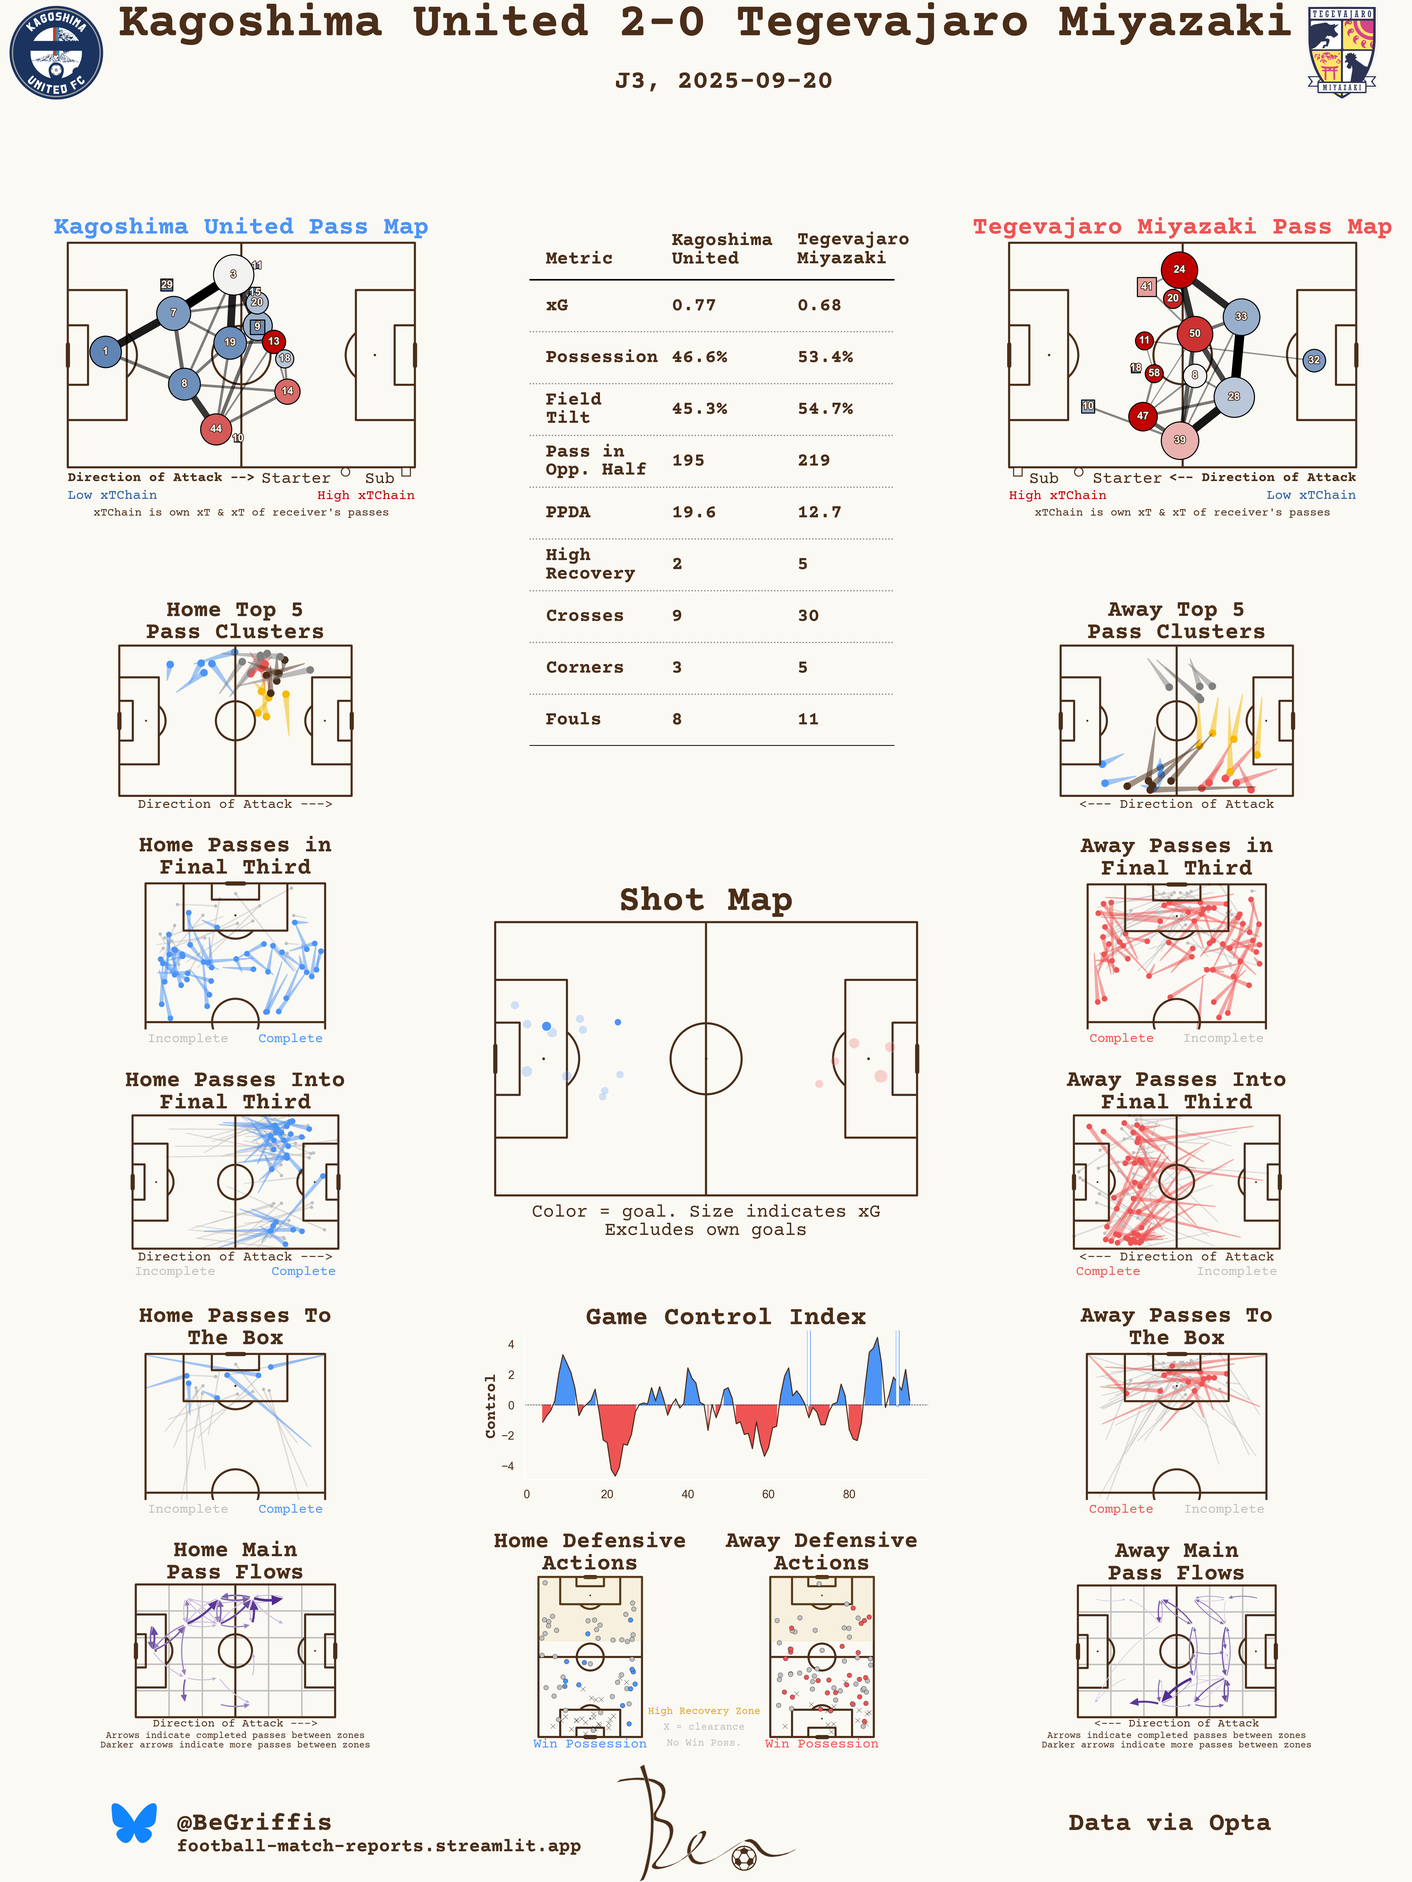 Kagoshima United 2-0 Tegevajaro Miyazaki
KAGOSHIMA
UNITED FC
TEGEVAJARO
MIYAZAKI
J3, 2025-09-20
Kagoshima United Pass Map
29
3
11
15
20
7
9
1
19
13
18
8
14
44
10
Direction of Attack --> Starter Sub
Low xTChain High xTChain
xTChain is own xT & xT of receiver's passes
Metric Kagoshima United Tegevajaro Miyazaki
xG 0.77 0.68
Possession 46.6% 53.4%
Field Tilt 45.3% 54.7%
Pass in Opp. Half 195 219
PPDA 19.6 12.7
High Recovery 2 5
Crosses 9 30
Corners 3 5
Fouls 8 11
Tegevajaro Miyazaki Pass Map
24
41
20
33
50
11
32
18
58
8
28
10
47
39
Sub Starter <-- Direction of Attack
High xTChain Low xTChain
xTChain is own xT & xT of receiver's passes
Home Top 5
Pass Clusters
Direction of Attack --->
Away Top 5
Pass Clusters
<--- Direction of Attack
Home Passes in
Final Third
Incomplete Complete
Away Passes in
Final Third
Complete Incomplete
Shot Map
Color = goal. Size indicates xG
Excludes own goals
Home Passes Into
Final Third
Direction of Attack --->
Incomplete Complete
Away Passes Into
Final Third
<--- Direction of Attack
Complete Incomplete
Home Passes To
The Box
Incomplete Complete
Game Control Index
Control
4
2
0
−2
−4
0 20 40 60 80
Away Passes To
The Box
Complete Incomplete
Home Main
Pass Flows
Direction of Attack --->
Arrows indicate completed passes between zones
Darker arrows indicate more passes between zones
Home Defensive
Actions
Win Possession
High Recovery Zone
X = clearance
No Win Poss.
Away Defensive
Actions
Win Possession
Away Main
Pass Flows
<--- Direction of Attack
Arrows indicate completed passes between zones
Darker arrows indicate more passes between zones
@BeGriffis
football-match-reports.streamlit.app
Ben
Data via Opta